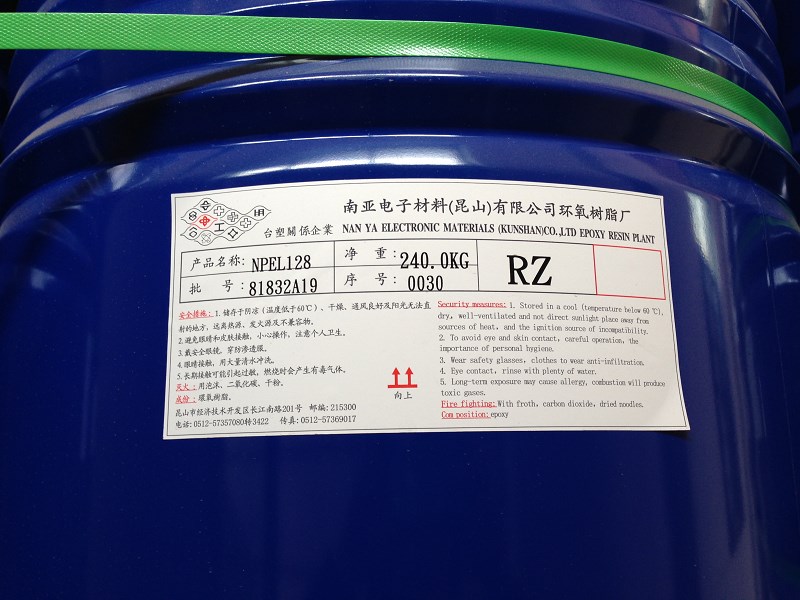 南亚电子材料(昆山)有限公司环氧树脂厂
台塑關係企業 NAN YA ELECTRONIC MATERIALS (KUNSHAN)CO.,LTD EPOXY RESIN PLANT
产品名称: NPEL128 净 重: 240.0KG RZ
批 号: 81832A19 序 号: 0030
安全措施: 1. 储存于阴凉 (温度低于60℃)、干燥、通风良好及阳光无法直
射的地方, 远离热源、发火源及不兼容物。
2. 避免眼睛和皮肤接触, 小心操作, 注意个人卫生。
3. 戴安全眼镜, 穿防渗透服。
4. 眼睛接触, 用大量清水冲洗。
5. 长期接触可能引起过敏, 燃烧时会产生有毒气体。
灭火: 用泡沫、二氧化碳、干粉。
成份: 環氧樹脂。
昆山市经济技术开发区长江南路201号 邮编: 215300
电话: 0512-57357080转3422 传真: 0512-57369017
向上
Security measures: 1. Stored in a cool (temperature below 60 ℃),
dry, well-ventilated and not direct sunlight place away from
sources of heat, and the ignition source of incompatibility.
2. To avoid eye and skin contact, careful operation, the
importance of personal hygiene.
3. Wear safety glasses, clothes to wear anti-infiltration.
4. Eye contact, rinse with plenty of water.
5. Long-term exposure may cause allergy, combustion will produce
toxic gases.
Fire fighting: With froth, carbon dioxide, dried noodles.
Com position: epoxy